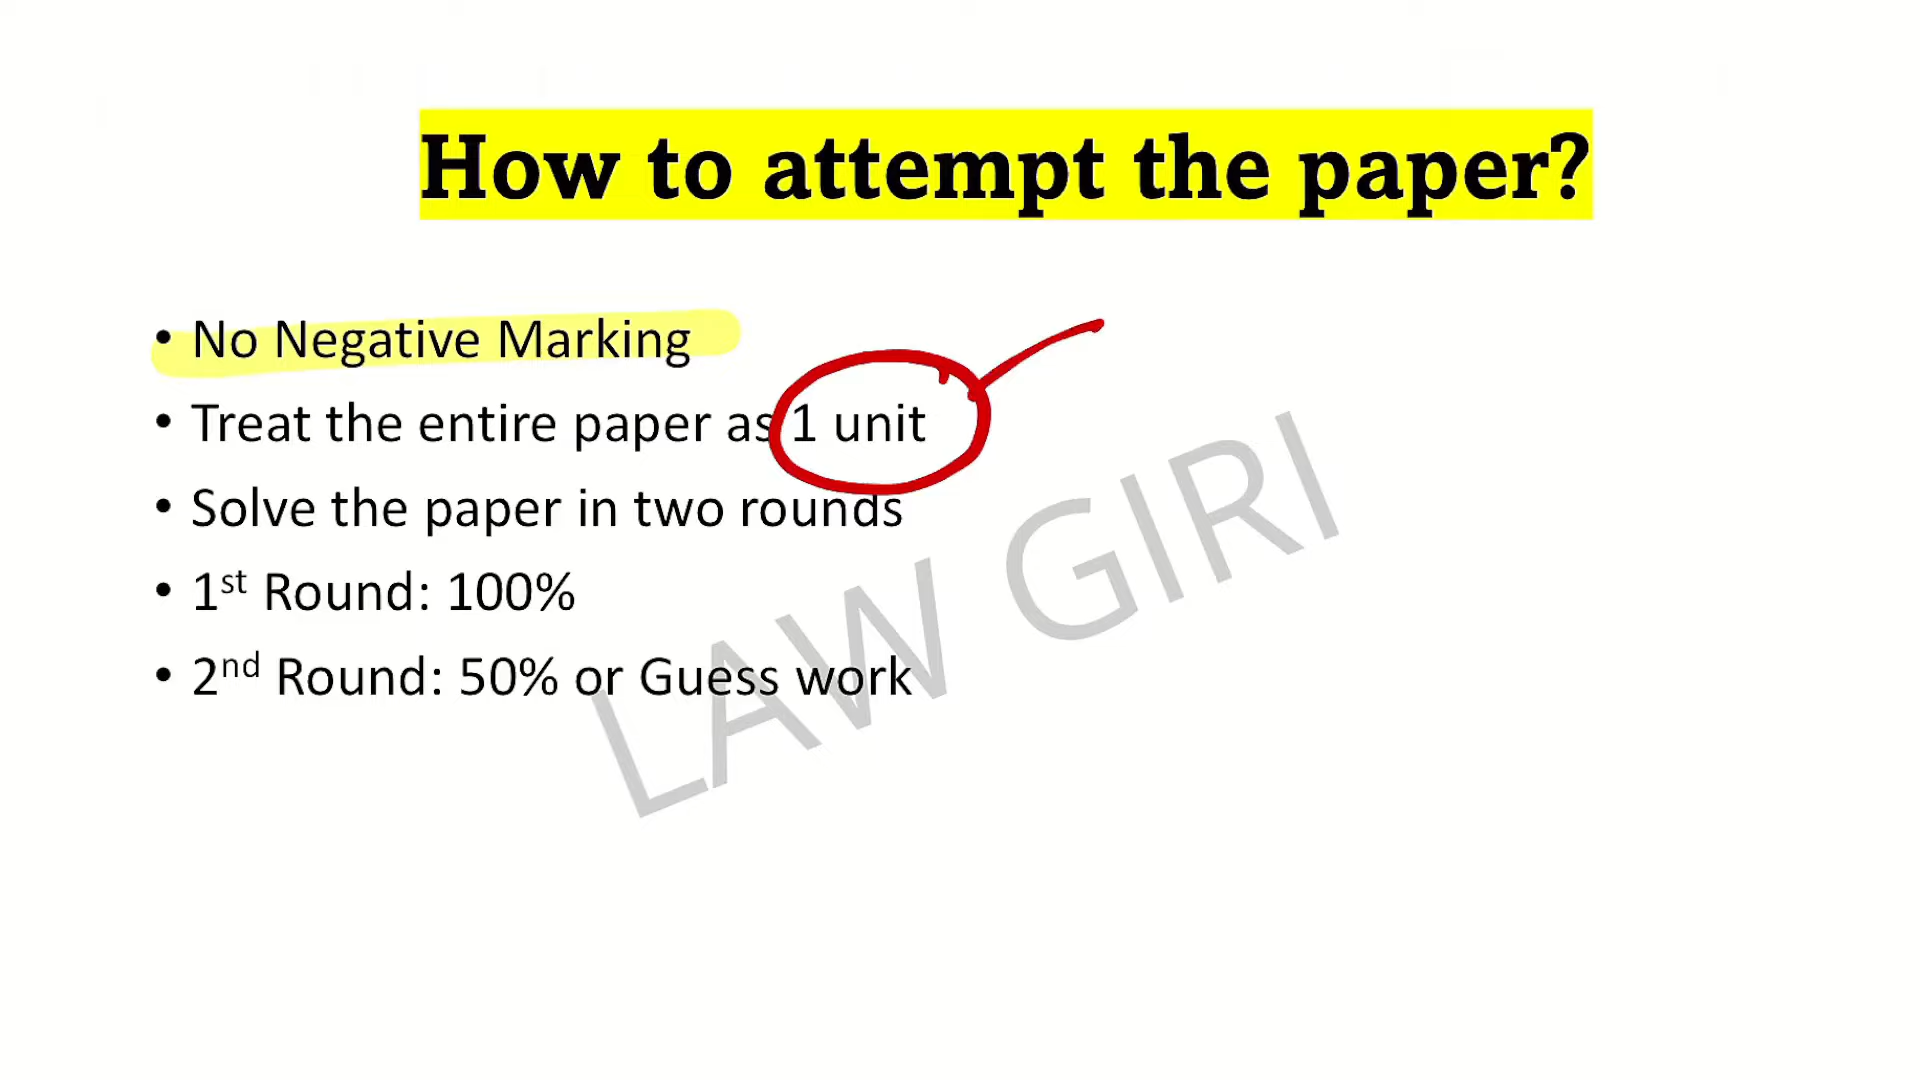 How to attempt the paper?
• No Negative Marking
• Treat the entire paper as 1 unit
• Solve the paper in two rounds
• 1st Round: 100%
• 2nd Round: 50% or Guess work
LAW GIRI